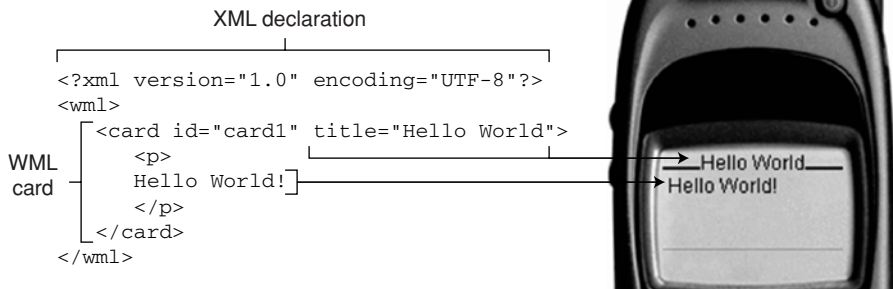 XML declaration
<?xml version="1.0" encoding="UTF-8"?>
<wml>
<card id="card1" title="Hello World">
<p>
Hello World!
</p>
</card>
</wml>
WML
card
Hello World
Hello World!